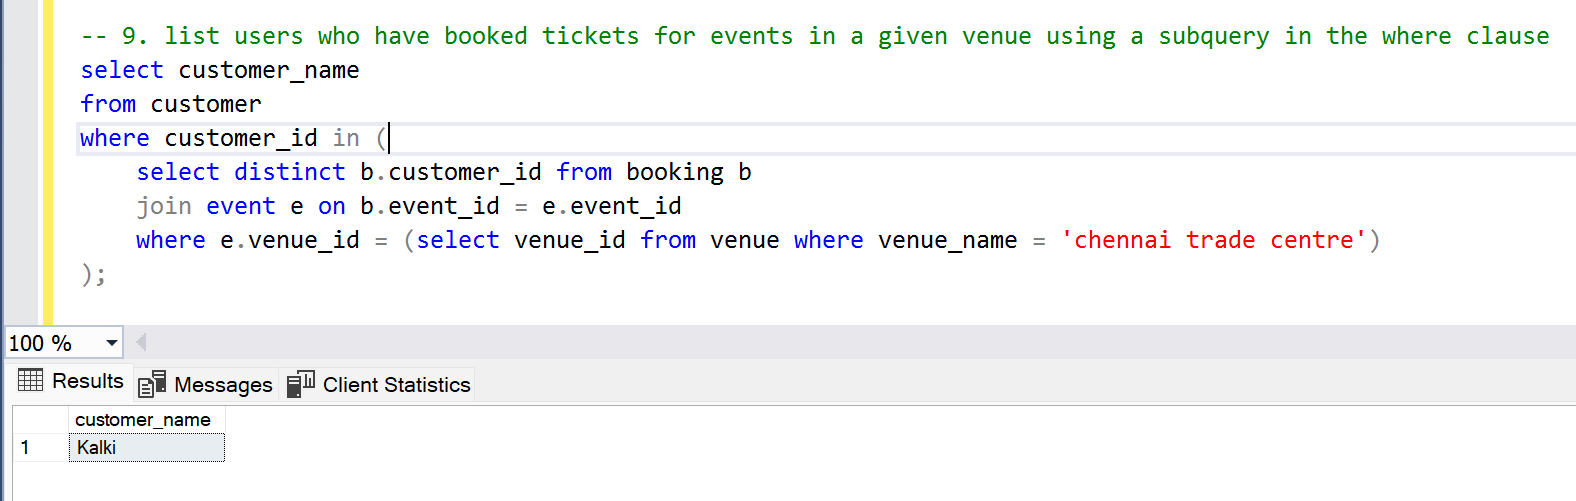 -- 9. list users who have booked tickets for events in a given venue using a subquery in the where clause
select customer_name
from customer
where customer_id in (
    select distinct b.customer_id from booking b
    join event e on b.event_id = e.event_id
    where e.venue_id = (select venue_id from venue where venue_name = 'chennai trade centre')
);
100 %
Results Messages Client Statistics
customer_name
1 Kalki